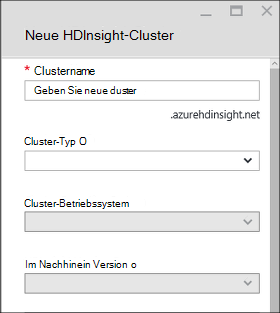 Neue HDInsight-Cluster
* Clustername
Geben Sie neue duster
.azurehdinsight.net
Cluster-Typ O
Cluster-Betriebssystem
Im Nachhinein Version o